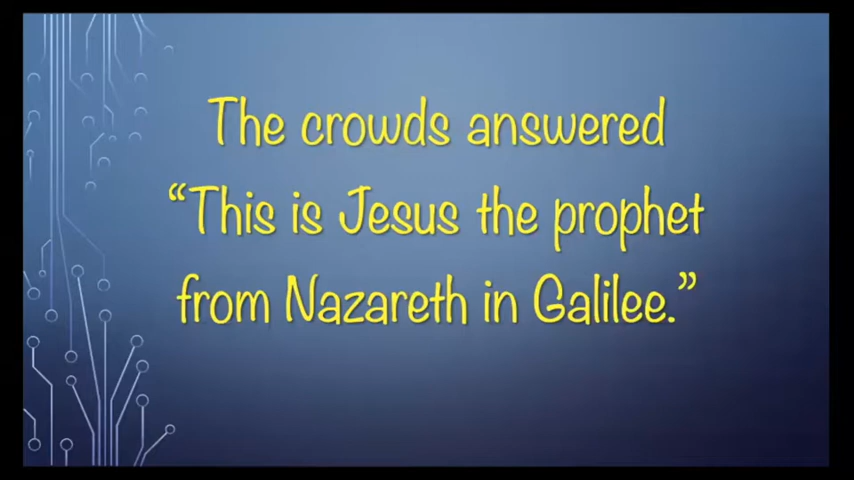 The crowds answered
“This is Jesus the prophet
from Nazareth in Galilee.”